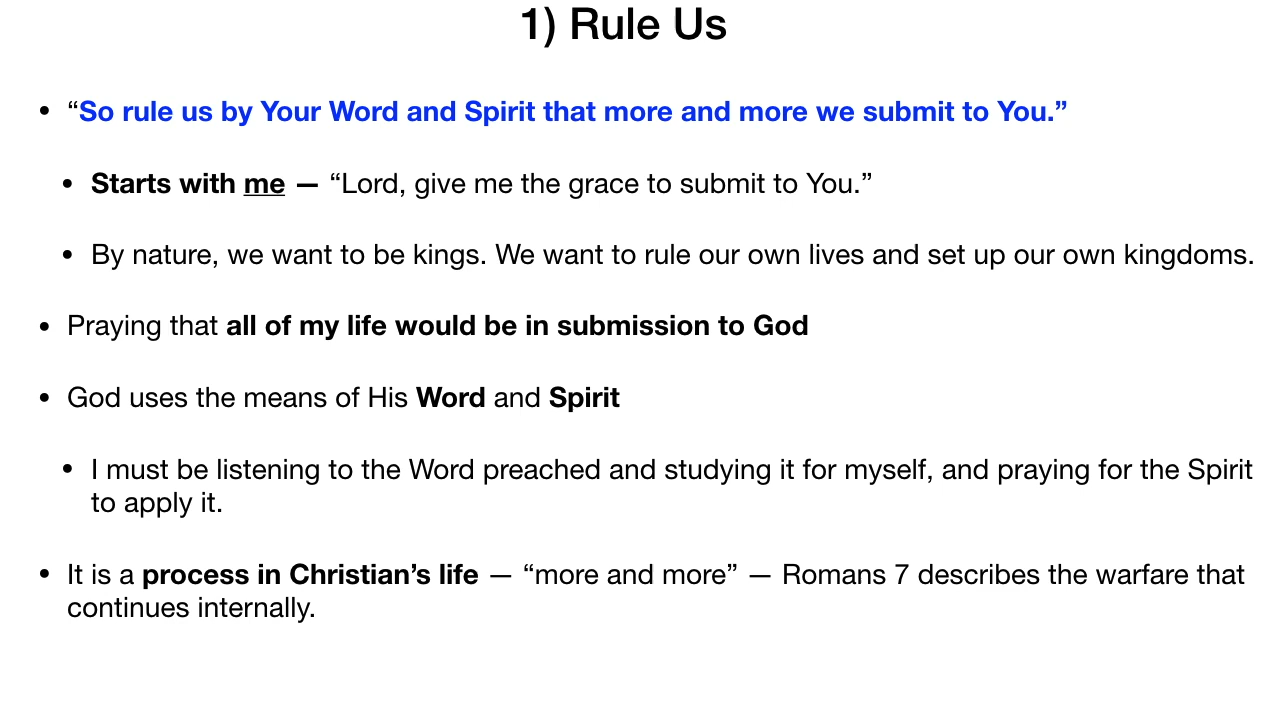 1) Rule Us
• “So rule us by Your Word and Spirit that more and more we submit to You.”
• Starts with me — “Lord, give me the grace to submit to You.”
• By nature, we want to be kings. We want to rule our own lives and set up our own kingdoms.
• Praying that all of my life would be in submission to God
• God uses the means of His Word and Spirit
• I must be listening to the Word preached and studying it for myself, and praying for the Spirit
to apply it.
• It is a process in Christian’s life — “more and more” — Romans 7 describes the warfare that
continues internally.